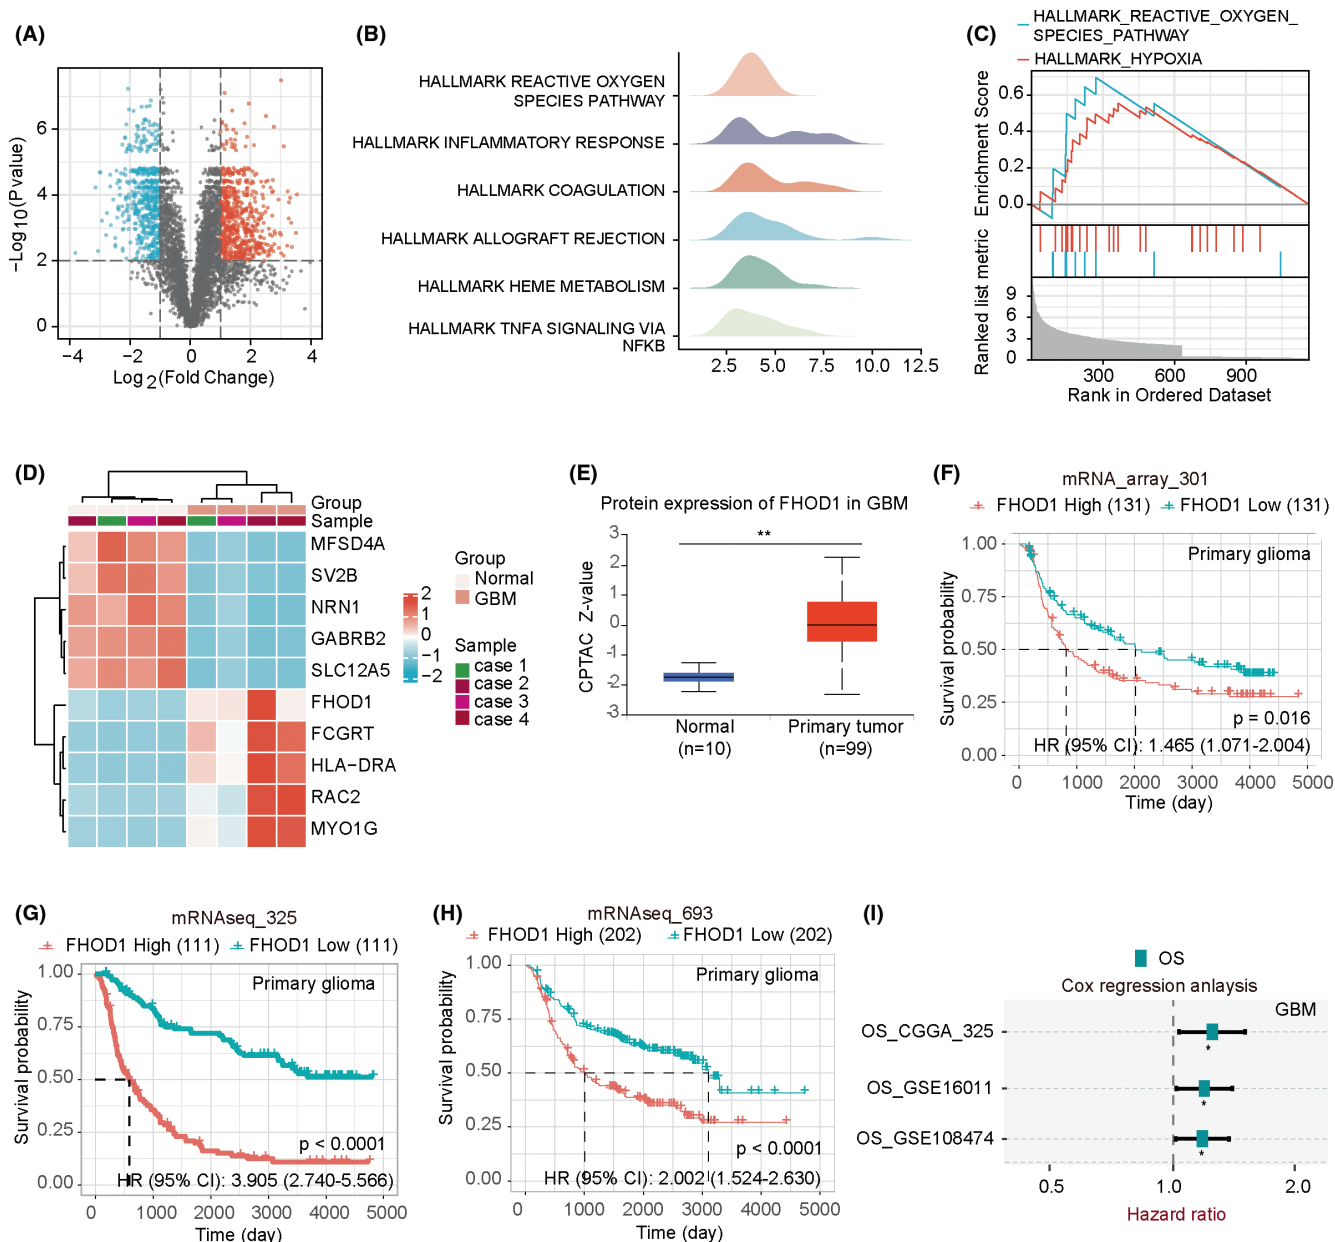 (A)
−Log10(P value)
6
4
2
0
−4
−2
0
2
4
Log2(Fold Change)
(B)
HALLMARK REACTIVE OXYGEN
SPECIES PATHWAY
HALLMARK INFLAMMATORY RESPONSE
HALLMARK COAGULATION
HALLMARK ALLOGRAFT REJECTION
HALLMARK HEME METABOLISM
HALLMARK TNFA SIGNALING VIA
NFKB
2.5
5.0
7.5
10.0
12.5
(C)
HALLMARK_REACTIVE_OXYGEN_
SPECIES_PATHWAY
HALLMARK_HYPOXIA
Enrichment Score
0.6
0.4
0.2
0.0
Ranked list metric
9
6
3
0
300
600
900
Rank in Ordered Dataset
(D)
Group
Sample
MFSD4A
SV2B
NRN1
GABRB2
SLC12A5
FHOD1
FCGRT
HLA−DRA
RAC2
MYO1G
2
1
0
−1
−2
Group
Normal
GBM
Sample
case 1
case 2
case 3
case 4
(E)
Protein expression of FHOD1 in GBM
CPTAC Z-value
3
2
1
0
-1
-2
-3
**
Normal
(n=10)
Primary tumor
(n=99)
(F)
mRNA_array_301
FHOD1 High (131)
FHOD1 Low (131)
Primary glioma
Survival probability
1.00
0.75
0.50
0.25
0.00
p = 0.016
HR (95% CI): 1.465 (1.071-2.004)
0
1000
2000
3000
4000
5000
Time (day)
(G)
mRNAseq_325
FHOD1 High (111)
FHOD1 Low (111)
Primary glioma
Survival probability
1.00
0.75
0.50
0.25
0.00
p < 0.0001
HR (95% CI): 3.905 (2.740-5.566)
0
1000
2000
3000
4000
5000
Time (day)
(H)
mRNAseq_693
FHOD1 High (202)
FHOD1 Low (202)
Primary glioma
Survival probability
1.00
0.75
0.50
0.25
0.00
p < 0.0001
HR (95% CI): 2.002 (1.524-2.630)
0
1000
2000
3000
4000
5000
Time (day)
(I)
OS
Cox regression anlaysis
GBM
OS_CGGA_325
*
OS_GSE16011
*
OS_GSE108474
*
0.5
1.0
2.0
Hazard ratio